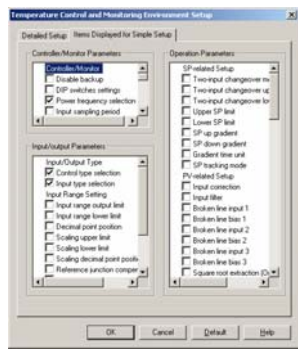 Temperature Control and Monitoring Environment Setup
Detailed Setup Items Displayed for Simple Setup
Controller/Monitor Parameters
Controller/Monitor
Disable backup
DIP switches settings
Power frequency selection
Input sampling period
Input/output Parameters
Input/Output Type
Control type selection
Input type selection
Input Range Setting
Input range output limit
Input range lower limit
Decimal point position
Scaling upper limit
Scaling lower limit
Scaling decimal point positi
Reference junction comper
Operation Parameters
SP-related Setup
Two-input changeover m
Two-input changeover up
Two-input changeover lo
Upper SP limit
Lower SP limit
SP up gradient
SP down gradient
Gradient time unit
SP tracking mode
PV-related Setup
Input correction
Input filter
Broken line input 1
Broken line bias 1
Broken line input 2
Broken line bias 2
Broken line input 3
Broken line bias 3
Square root extraction (O
OK Cancel Default Help